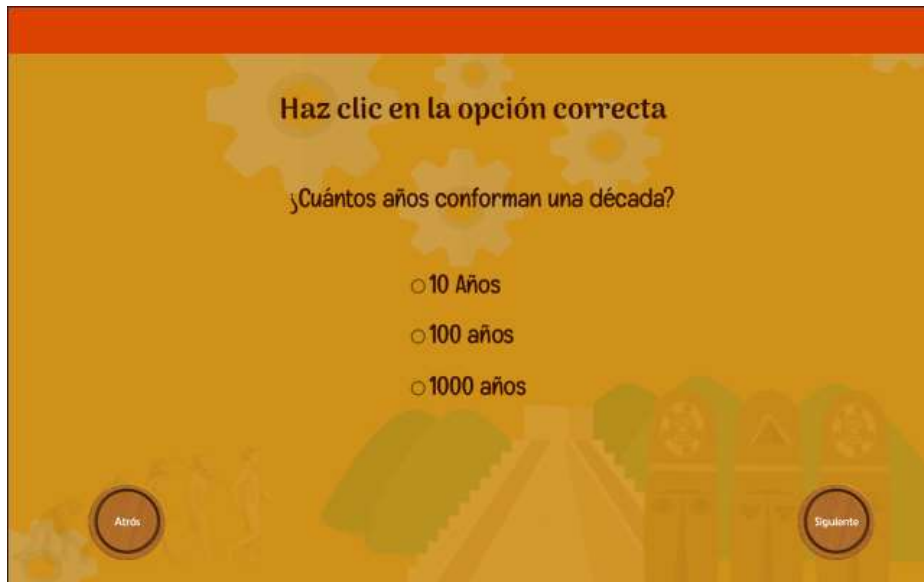 Haz clic en la opción correcta
¿Cuántos años conforman una década?
10 Años
100 años
1000 años
Atrás
Siguiente